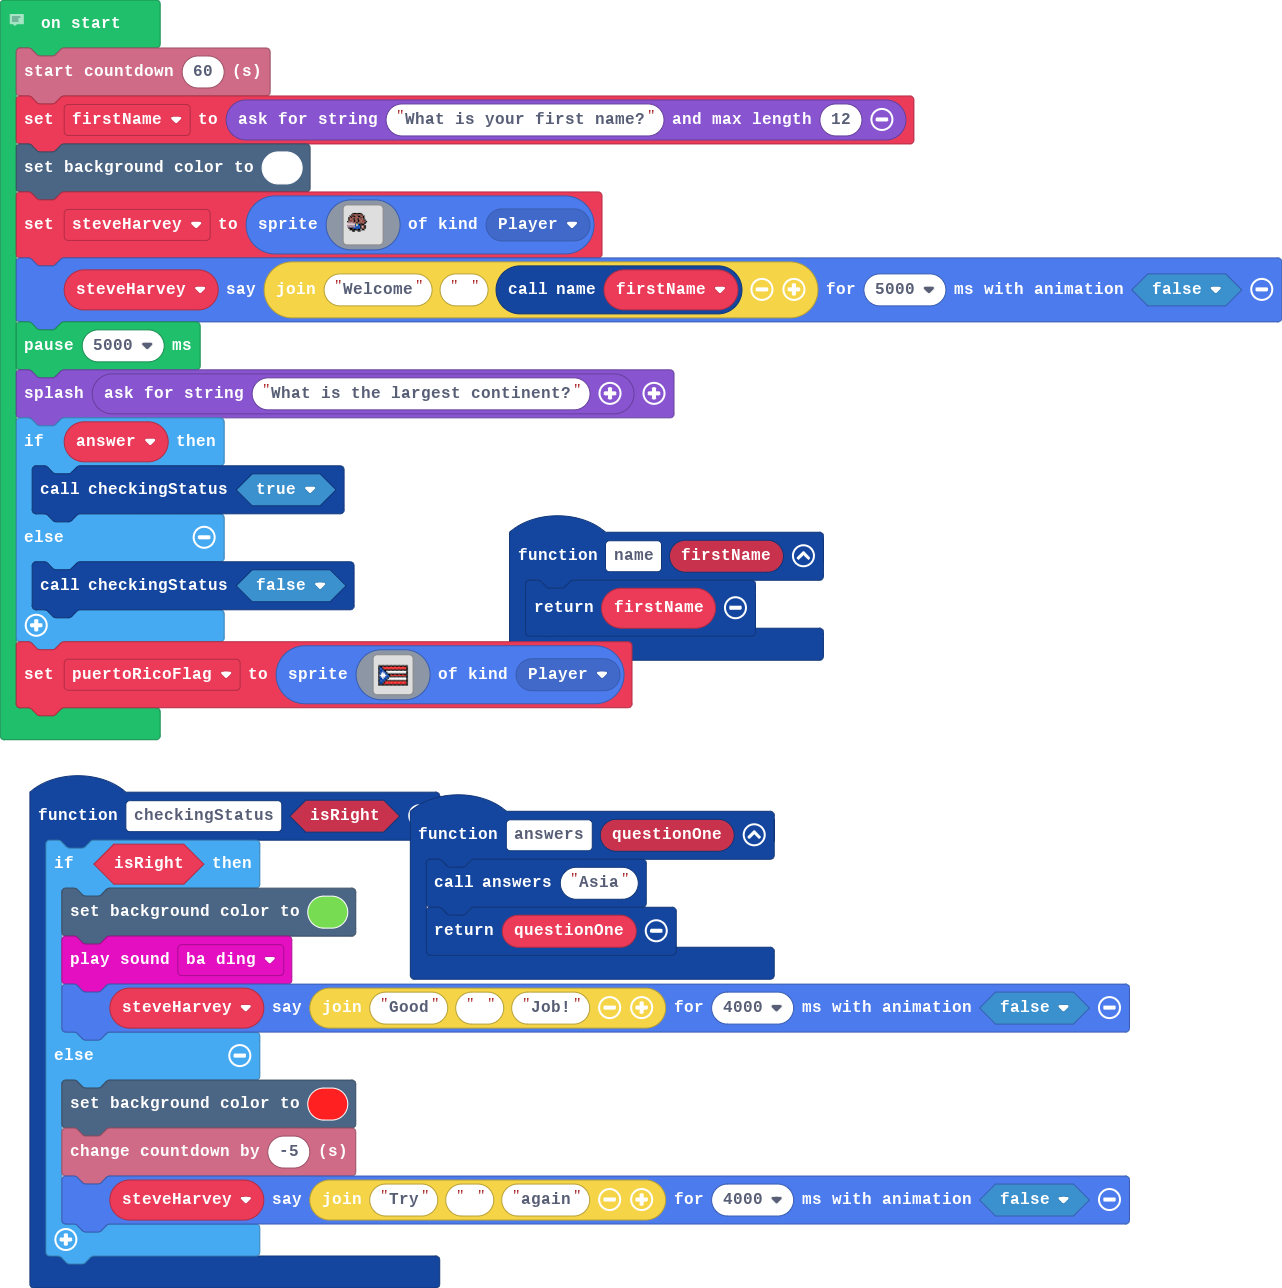 on start
start countdown 60 (s)
set firstName to ask for string "What is your first name?" and max length 12
set background color to
set steveHarvey to sprite of kind Player
steveHarvey say join "Welcome" " " call name firstName for 5000 ms with animation false
pause 5000 ms
splash ask for string "What is the largest continent?"
if answer then
call checkingStatus true
else
call checkingStatus false
set puertoRicoFlag to sprite of kind Player
function name firstName
return firstName
function checkingStatus isRight
if isRight then
set background color to
play sound ba ding
steveHarvey say join "Good" " " "Job!" for 4000 ms with animation false
else
set background color to
change countdown by -5 (s)
steveHarvey say join "Try" " " "again" for 4000 ms with animation false
function answers questionOne
call answers "Asia"
return questionOne